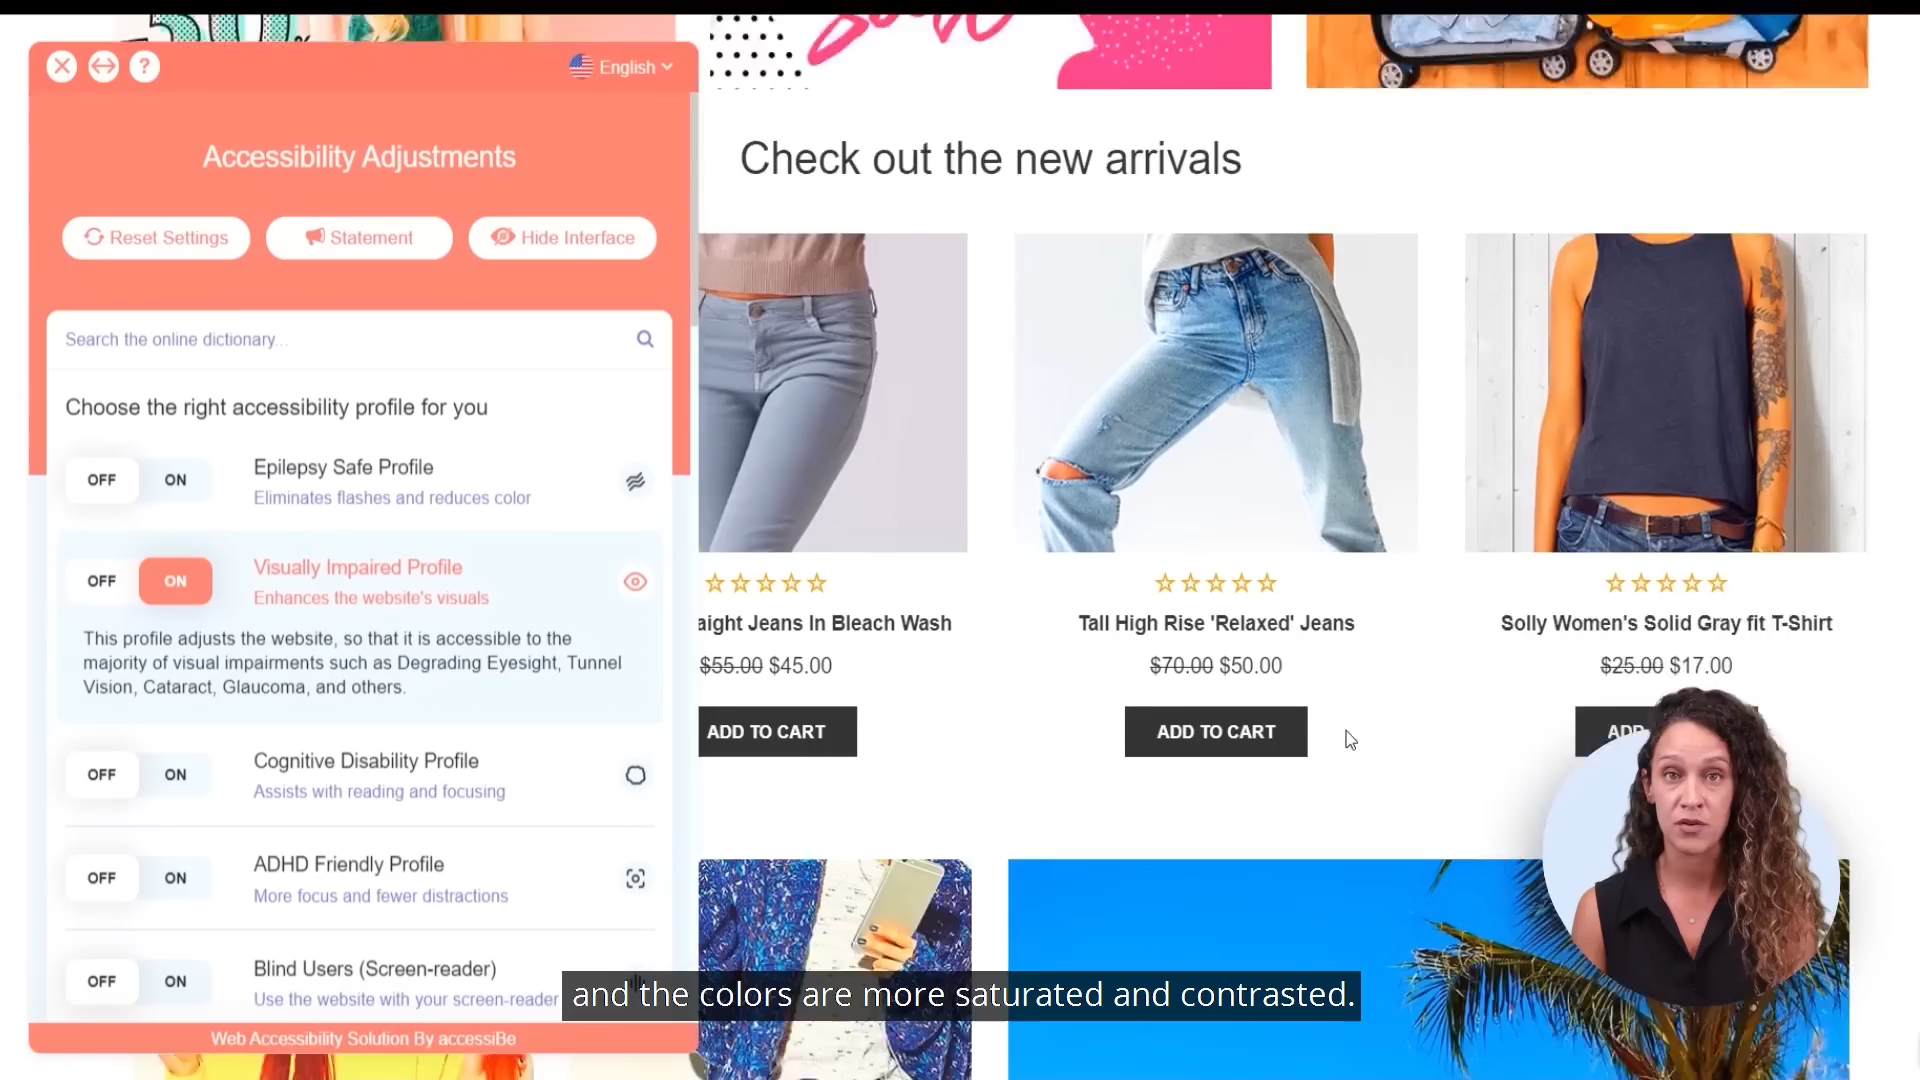 50%
English
Accessibility Adjustments
Reset Settings
Statement
Hide Interface
Search the online dictionary...
Choose the right accessibility profile for you
OFF ON
Epilepsy Safe Profile
Eliminates flashes and reduces color
OFF ON
Visually Impaired Profile
Enhances the website's visuals
This profile adjusts the website, so that it is accessible to the
majority of visual impairments such as Degrading Eyesight, Tunnel
Vision, Cataract, Glaucoma, and others.
OFF ON
Cognitive Disability Profile
Assists with reading and focusing
OFF ON
ADHD Friendly Profile
More focus and fewer distractions
OFF ON
Blind Users (Screen-reader)
Use the website with your screen-reader
Web Accessibility Solution By accessiBe
Check out the new arrivals
aight Jeans In Bleach Wash
$55.00 $45.00
ADD TO CART
Tall High Rise 'Relaxed' Jeans
$70.00 $50.00
ADD TO CART
Solly Women's Solid Gray fit T-Shirt
$25.00 $17.00
ADD
and the colors are more saturated and contrasted.